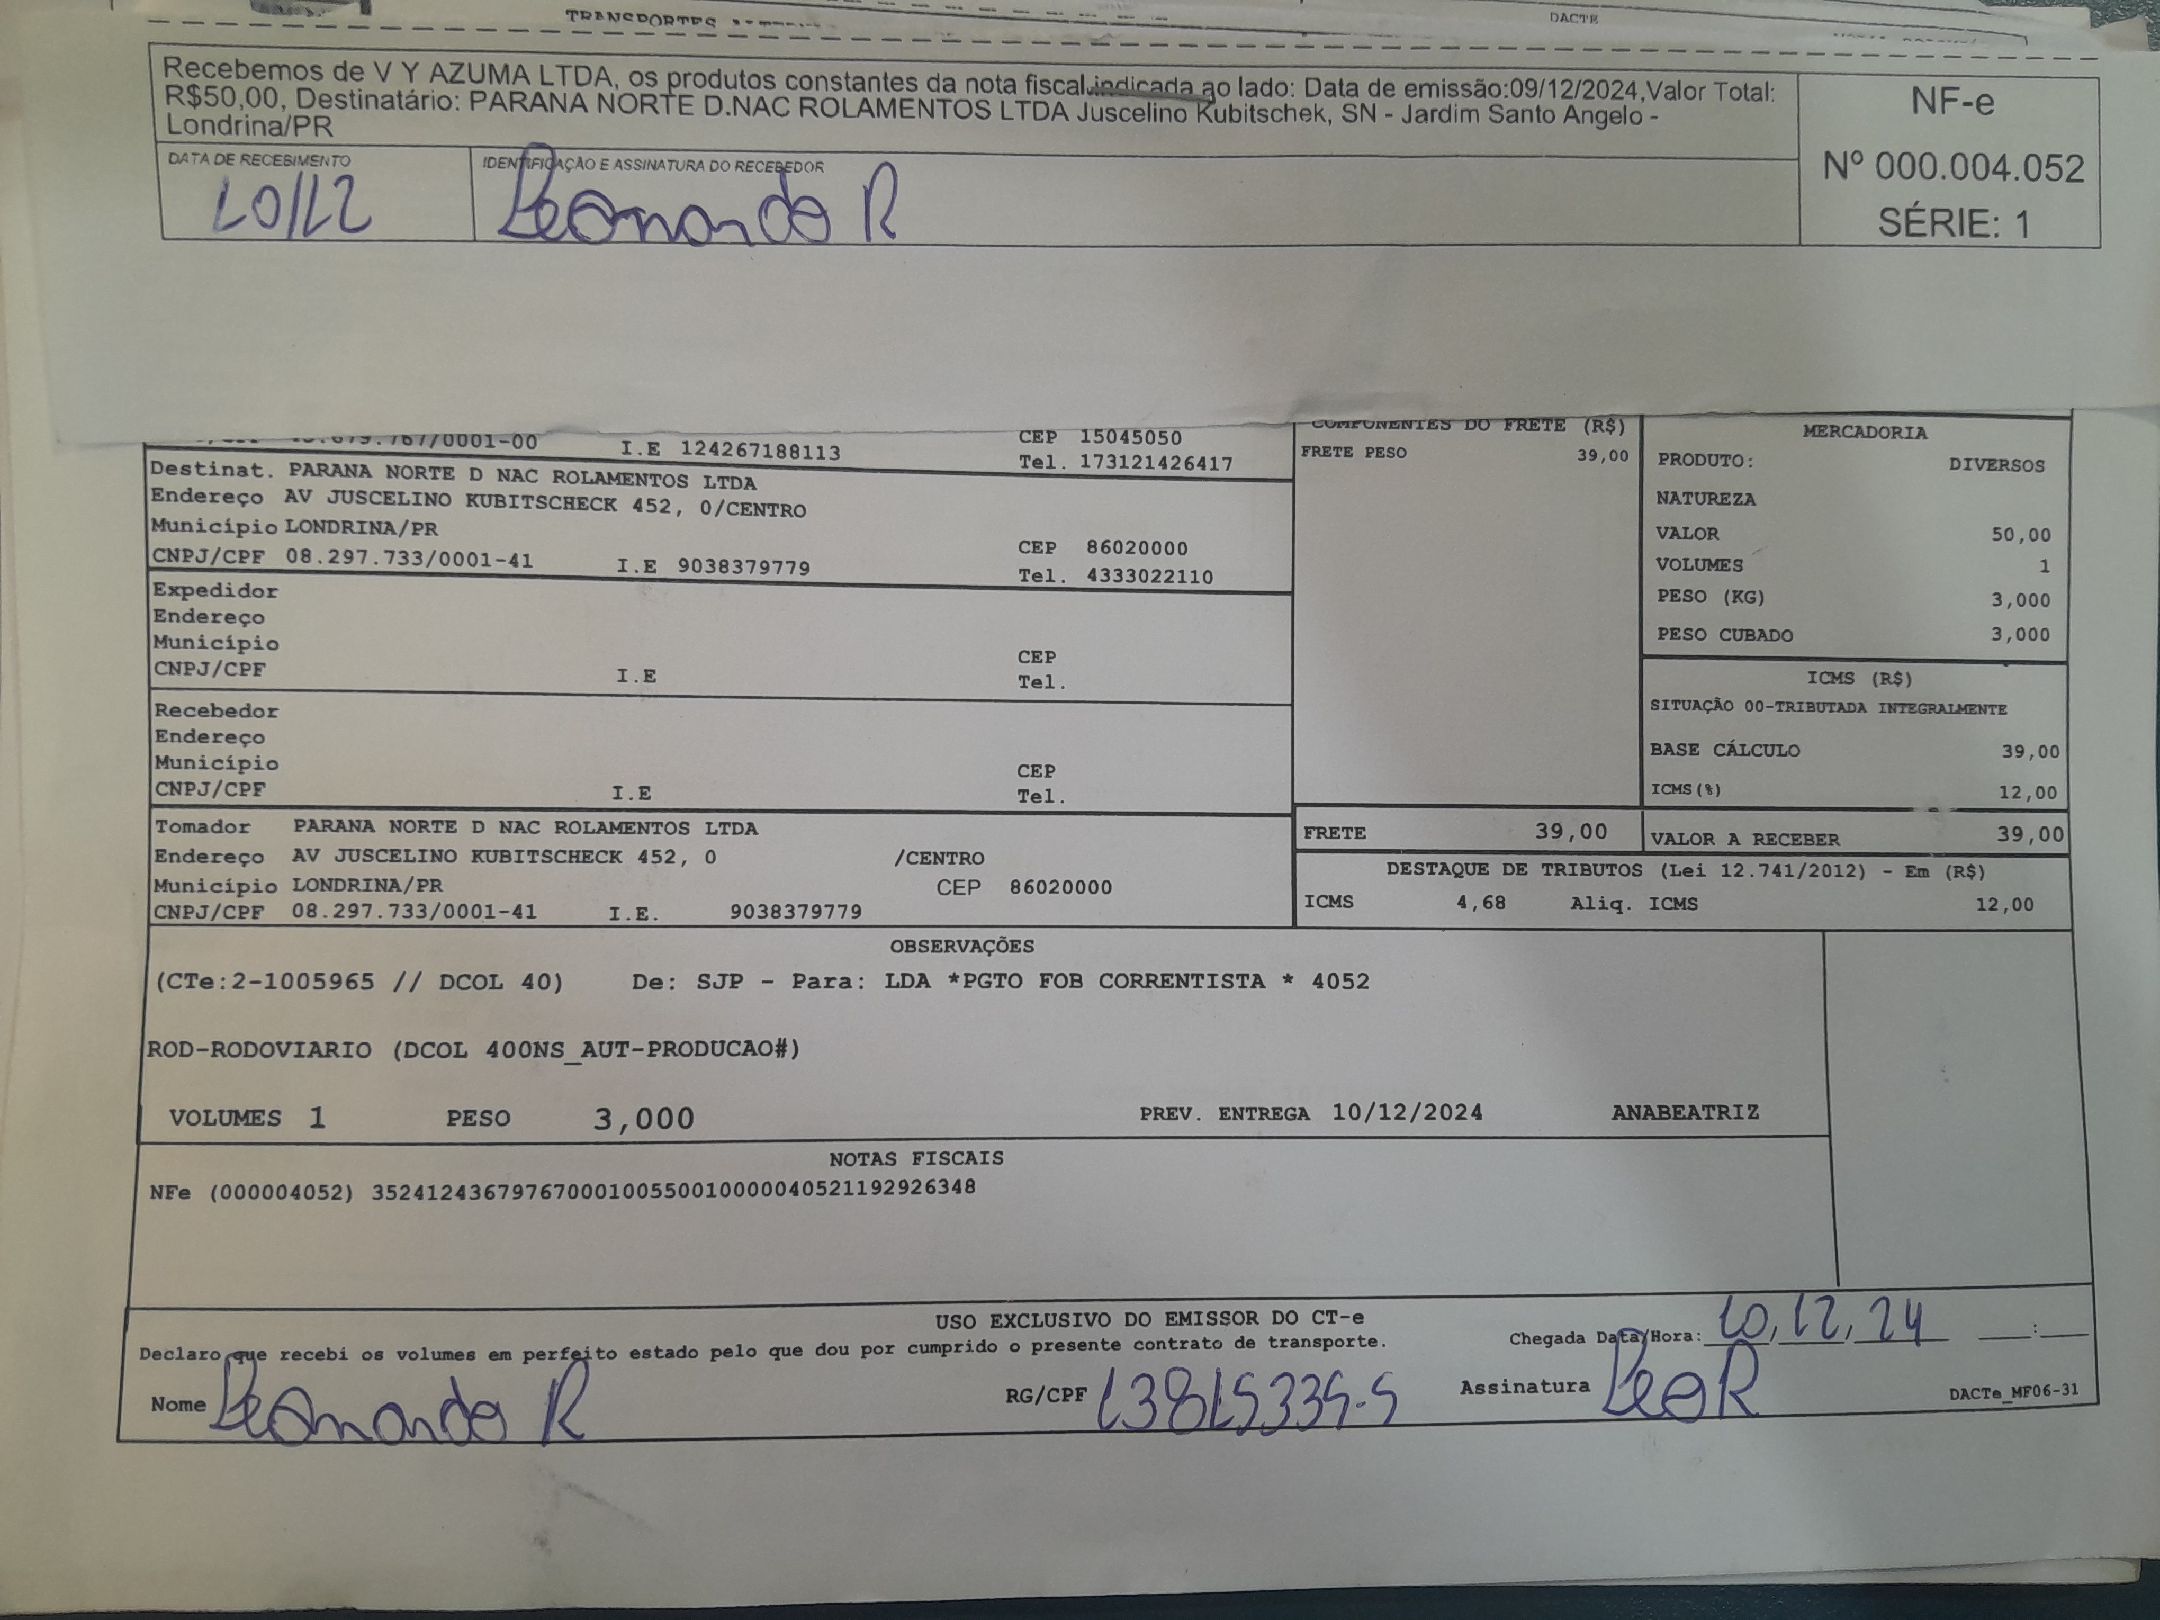 TRANSPORTES
DACTE
Recebemos de V Y AZUMA LTDA, os produtos constantes da nota fiscal indicada ao lado: Data de emissão:09/12/2024,Valor Total:
R$50,00, Destinatário: PARANA NORTE D.NAC ROLAMENTOS LTDA Juscelino Kubitschek, SN - Jardim Santo Angelo -
Londrina/PR
NF-e
Nº 000.004.052
SÉRIE: 1
DATA DE RECEBIMENTO
10/12
IDENTIFICAÇÃO E ASSINATURA DO RECEBEDOR
Leonardo R
.679.767/0001-00 I.E 124267188113
CEP 15045050
Tel. 173121426417
Destinat. PARANA NORTE D NAC ROLAMENTOS LTDA
Endereço AV JUSCELINO KUBITSCHECK 452, 0/CENTRO
Município LONDRINA/PR
CEP 86020000
CNPJ/CPF 08.297.733/0001-41 I.E 9038379779
Tel. 4333022110
Expedidor
Endereço
Município
CEP
CNPJ/CPF I.E
Tel.
Recebedor
Endereço
Município
CEP
CNPJ/CPF I.E
Tel.
Tomador PARANA NORTE D NAC ROLAMENTOS LTDA
Endereço AV JUSCELINO KUBITSCHECK 452, 0 /CENTRO
Município LONDRINA/PR CEP 86020000
CNPJ/CPF 08.297.733/0001-41 I.E. 9038379779
COMPONENTES DO FRETE (R$)
FRETE PESO 39,00
MERCADORIA
PRODUTO: DIVERSOS
NATUREZA
VALOR 50,00
VOLUMES 1
PESO (KG) 3,000
PESO CUBADO 3,000
ICMS (R$)
SITUAÇÃO 00-TRIBUTADA INTEGRALMENTE
BASE CÁLCULO 39,00
ICMS(%) 12,00
FRETE 39,00
VALOR A RECEBER 39,00
DESTAQUE DE TRIBUTOS (Lei 12.741/2012) - Em (R$)
ICMS 4,68 Aliq. ICMS 12,00
OBSERVAÇÕES
(CTe:2-1005965 // DCOL 40) De: SJP - Para: LDA *PGTO FOB CORRENTISTA * 4052
ROD-RODOVIARIO (DCOL 400NS_AUT-PRODUCAO#)
VOLUMES 1 PESO 3,000 PREV. ENTREGA 10/12/2024 ANABEATRIZ
NOTAS FISCAIS
NFe (000004052) 35241243679767000100550010000040521192926348
USO EXCLUSIVO DO EMISSOR DO CT-e
Declaro que recebi os volumes em perfeito estado pelo que dou por cumprido o presente contrato de transporte.
Chegada Data/Hora: 10,12,24 :
Nome Leonardo R RG/CPF 13815339-5 Assinatura Leo R
DACTe_MF06-31